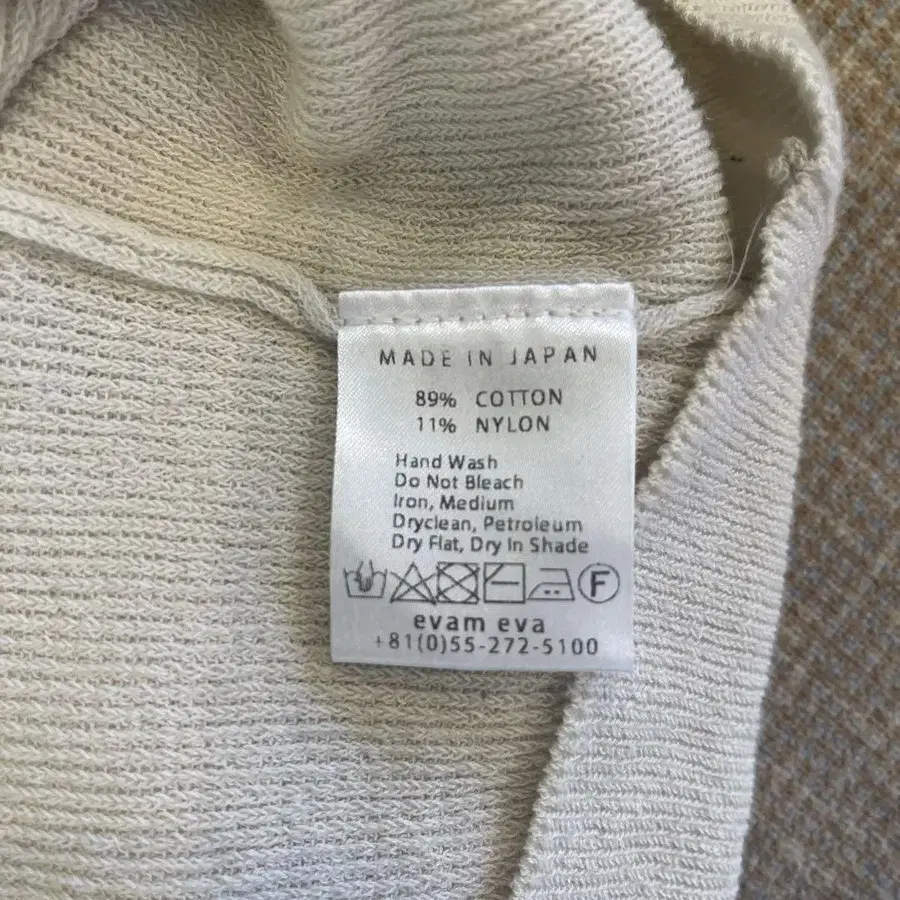 MADE IN JAPAN
89% COTTON
11% NYLON
Hand Wash
Do Not Bleach
Iron, Medium
Dryclean, Petroleum
Dry Flat, Dry In Shade
F
evam eva
+81(0)55-272-5100